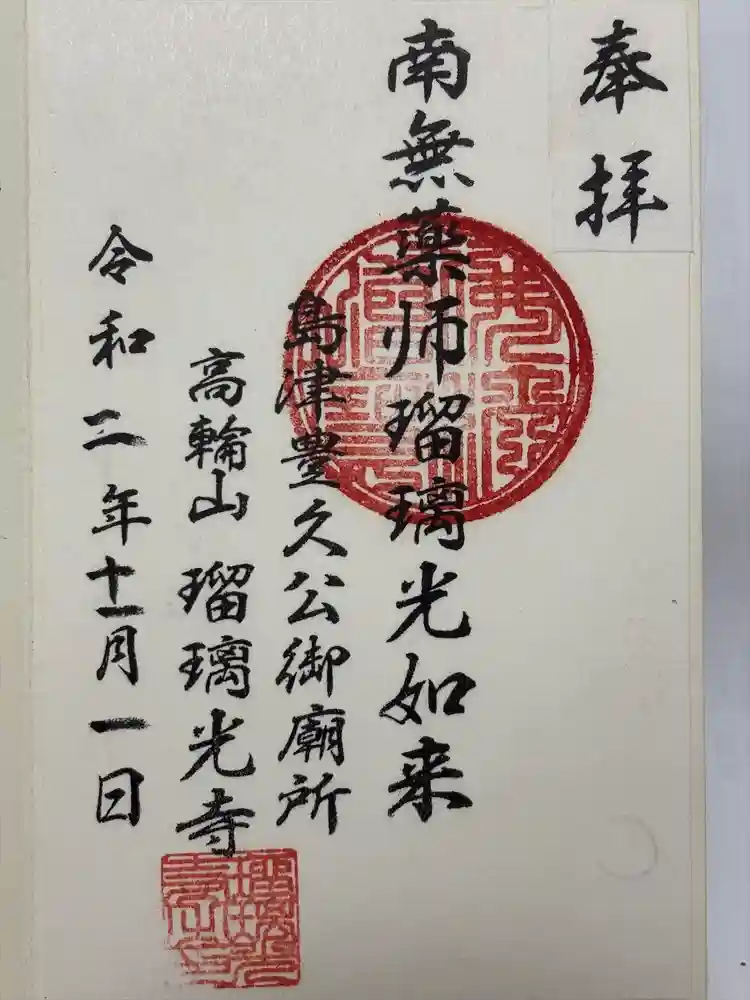 奉拝
南無薬师瑠璃光如来
島津豊久公御廟所
高輪山 瑠璃光寺
令和二年十一月一日